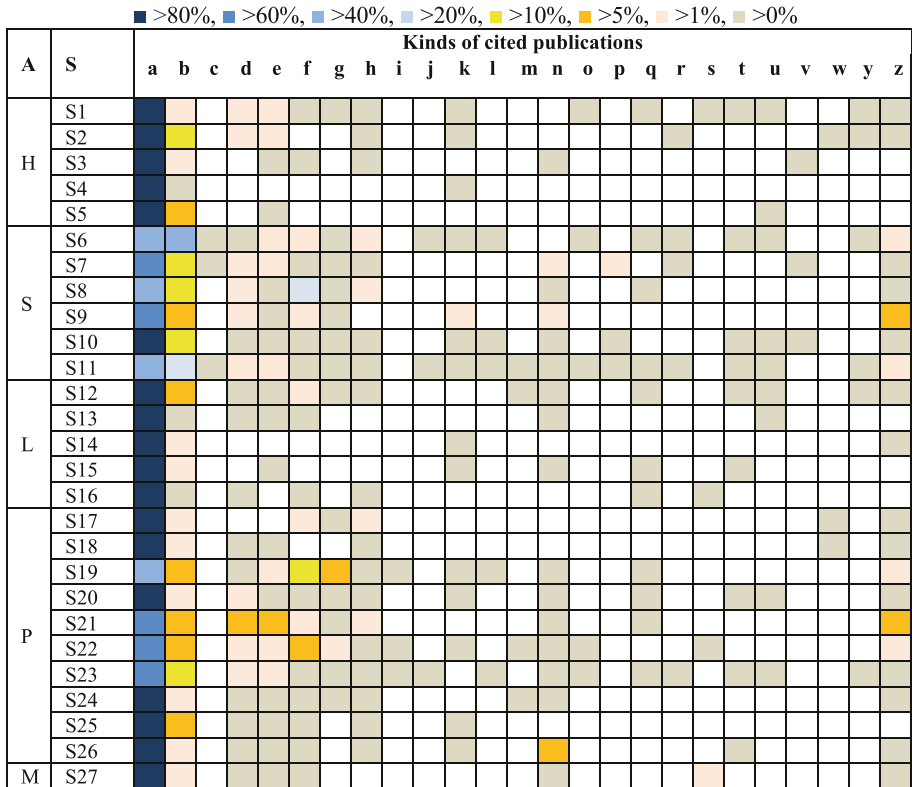 >80%, >60%, >40%, >20%, >10%, >5%, >1%, >0%
A S Kinds of cited publications
a b c d e f g h i j k l m n o p q r s t u v w y z
H
S1
S2
S3
S4
S5
S
S6
S7
S8
S9
S10
S11
L
S12
S13
S14
S15
S16
P
S17
S18
S19
S20
S21
S22
S23
S24
S25
S26
M S27